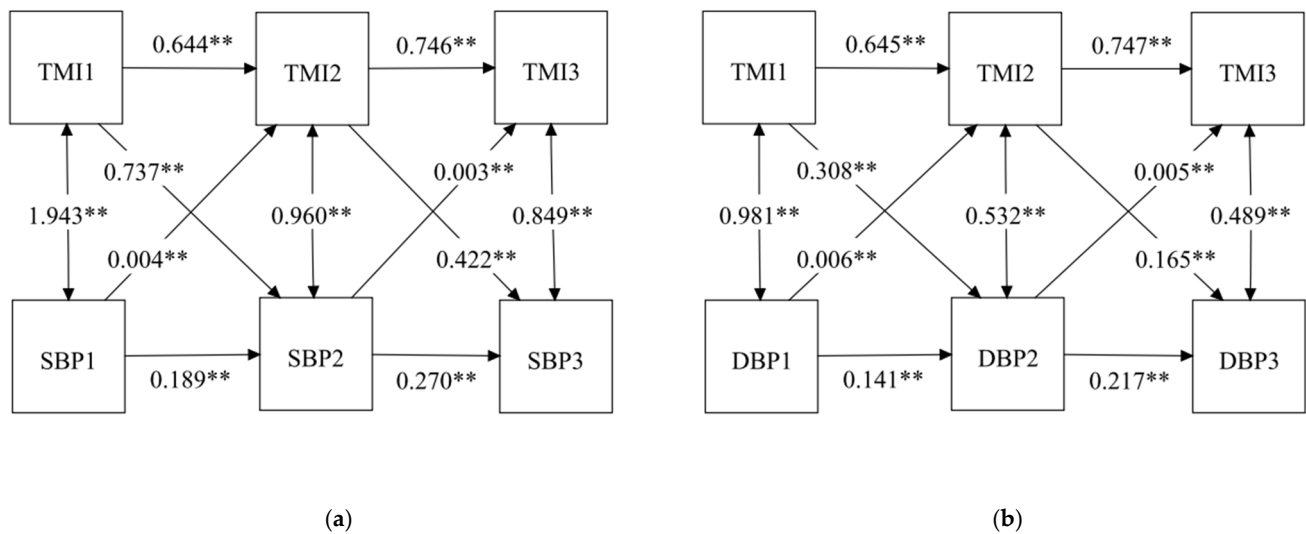 0.644** 0.746** 0.645** 0.747**
TMI1 TMI2 TMI3 TMI1 TMI2 TMI3
0.737** 0.003** 0.308** 0.005**
1.943** 0.960** 0.849** 0.981** 0.532** 0.489**
0.004** 0.422** 0.006** 0.165**
SBP1 SBP2 SBP3 DBP1 DBP2 DBP3
0.189** 0.270** 0.141** 0.217**
(a) (b)